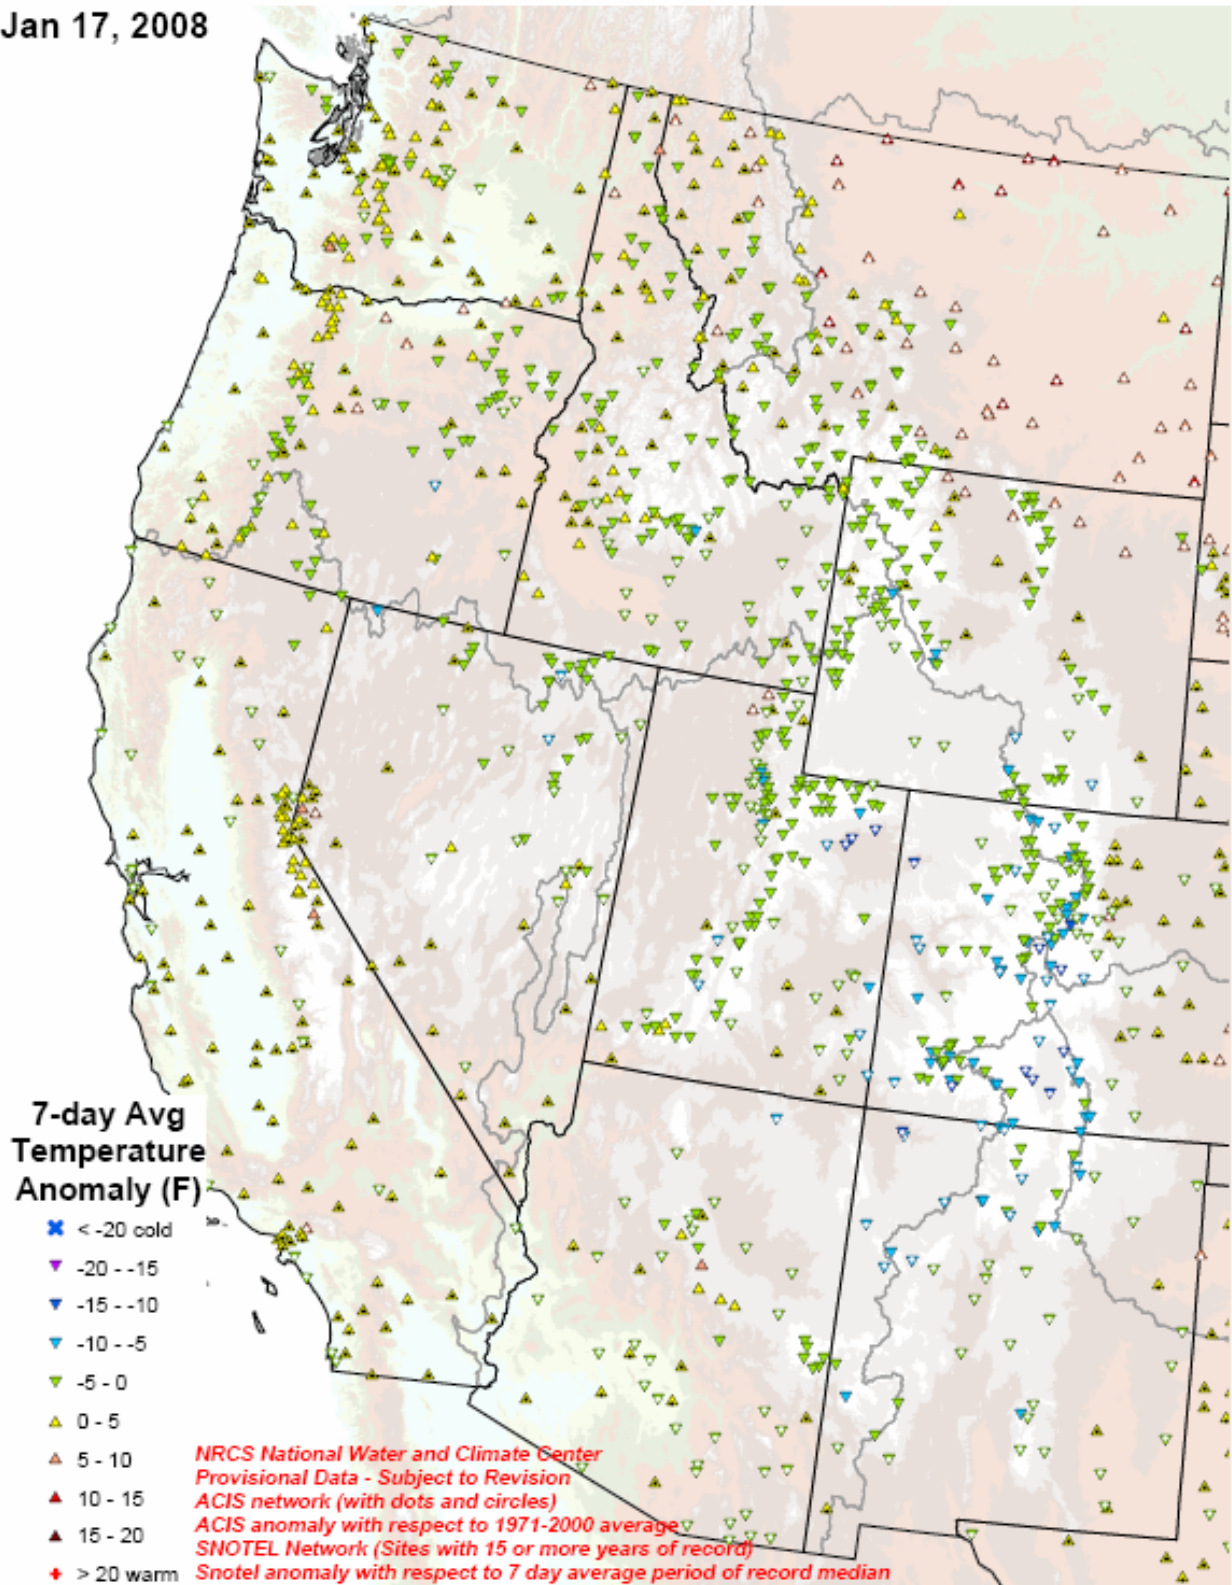 Jan 17, 2008
7-day Avg
Temperature
Anomaly (F)
< -20 cold
-20 - -15
-15 - -10
-10 - -5
-5 - 0
0 - 5
5 - 10
10 - 15
15 - 20
> 20 warm
NRCS National Water and Climate Center
Provisional Data - Subject to Revision
ACIS network (with dots and circles)
ACIS anomaly with respect to 1971-2000 average
SNOTEL Network (Sites with 15 or more years of record)
Snotel anomaly with respect to 7 day average period of record median